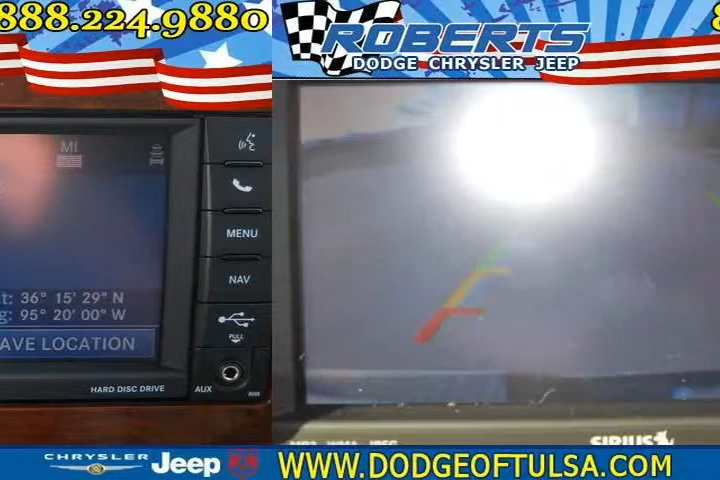 888.224.9880
ROBERTS
DODGE CHRYSLER JEEP
MI
MENU
t: 36° 15' 29" N
NAV
g: 95° 20' 00" W
AVE LOCATION
PULL
HARD DISC DRIVE
AUX
SIRIUS
CHRYSLER Jeep WWW.DODGEOFTULSA.COM